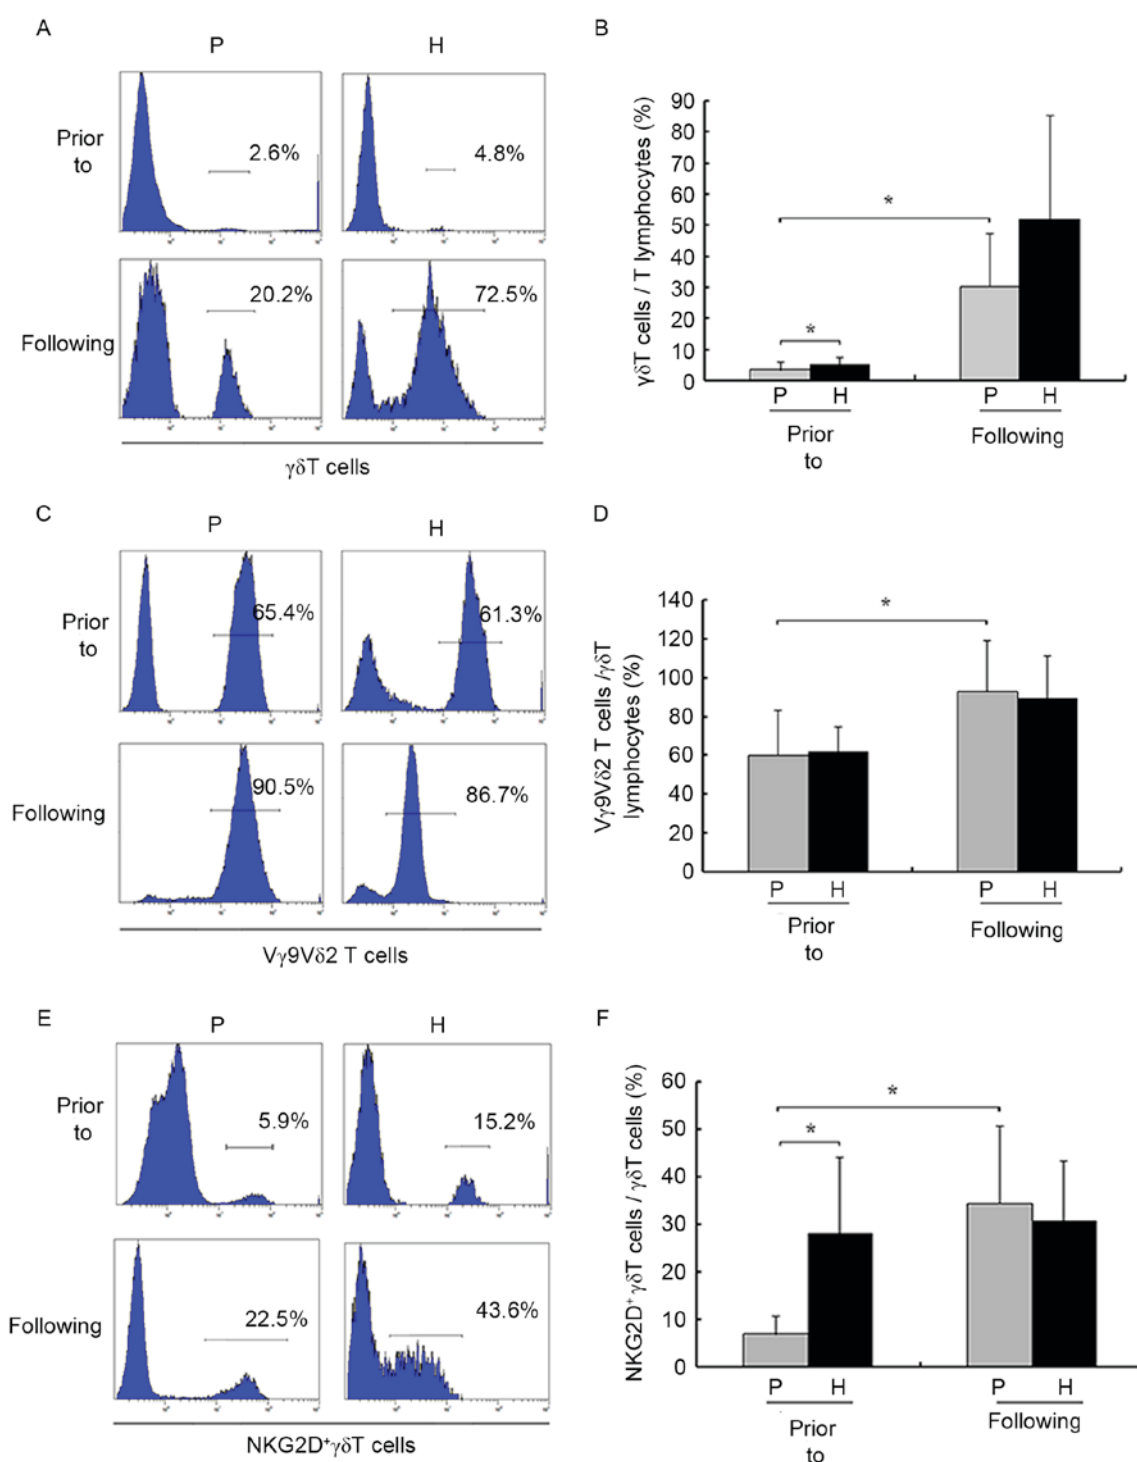 A
P
H
Prior
to
2.6%
4.8%
Following
20.2%
72.5%
γδT cells
B
γδT cells / T lymphocytes (%)
90
80
70
60
50
40
30
20
10
0
*
*
P
H
P
H
Prior
to
Following
C
P
H
Prior
to
65.4%
61.3%
Following
90.5%
86.7%
Vγ9Vδ2 T cells
D
Vγ9Vδ2 T cells /γδT
lymphocytes (%)
140
120
100
80
60
40
20
0
*
P
H
P
H
Prior
to
Following
E
P
H
Prior
to
5.9%
15.2%
Following
22.5%
43.6%
NKG2D⁺γδT cells
F
NKG2D⁺γδT cells / γδT cells (%)
60
50
40
30
20
10
0
*
*
P
H
P
H
Prior
to
Following